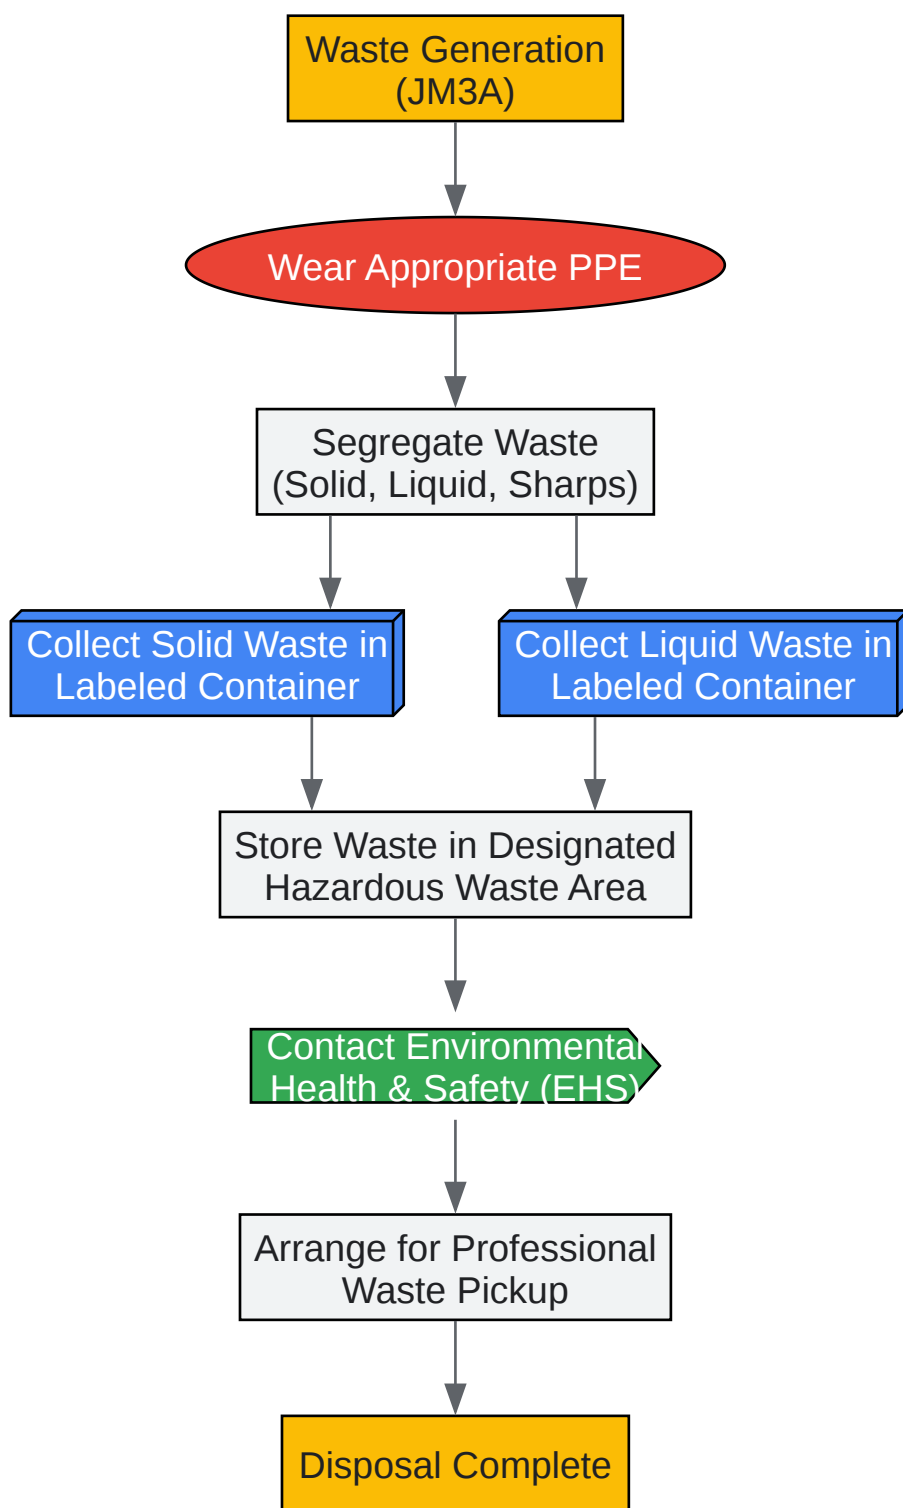 Waste Generation
(JM3A)
Wear Appropriate PPE
Segregate Waste
(Solid, Liquid, Sharps)
Collect Solid Waste in
Labeled Container
Collect Liquid Waste in
Labeled Container
Store Waste in Designated
Hazardous Waste Area
Contact Environmental
Health & Safety (EHS)
Arrange for Professional
Waste Pickup
Disposal Complete